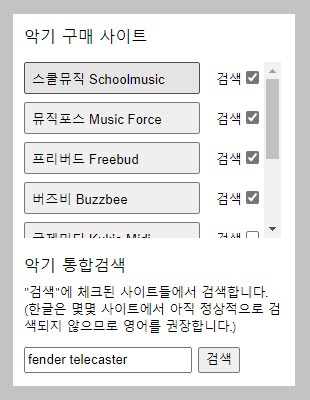 악기 구매 사이트
스쿨뮤직 Schoolmusic 검색
뮤직포스 Music Force 검색
프리버드 Freebud 검색
버즈비 Buzzbee 검색
국제미디 Kukje Midi 검색
악기 통합검색
"검색"에 체크된 사이트들에서 검색합니다.
(한글은 몇몇 사이트에서 아직 정상적으로 검
색되지 않으므로 영어를 권장합니다.)
fender telecaster 검색